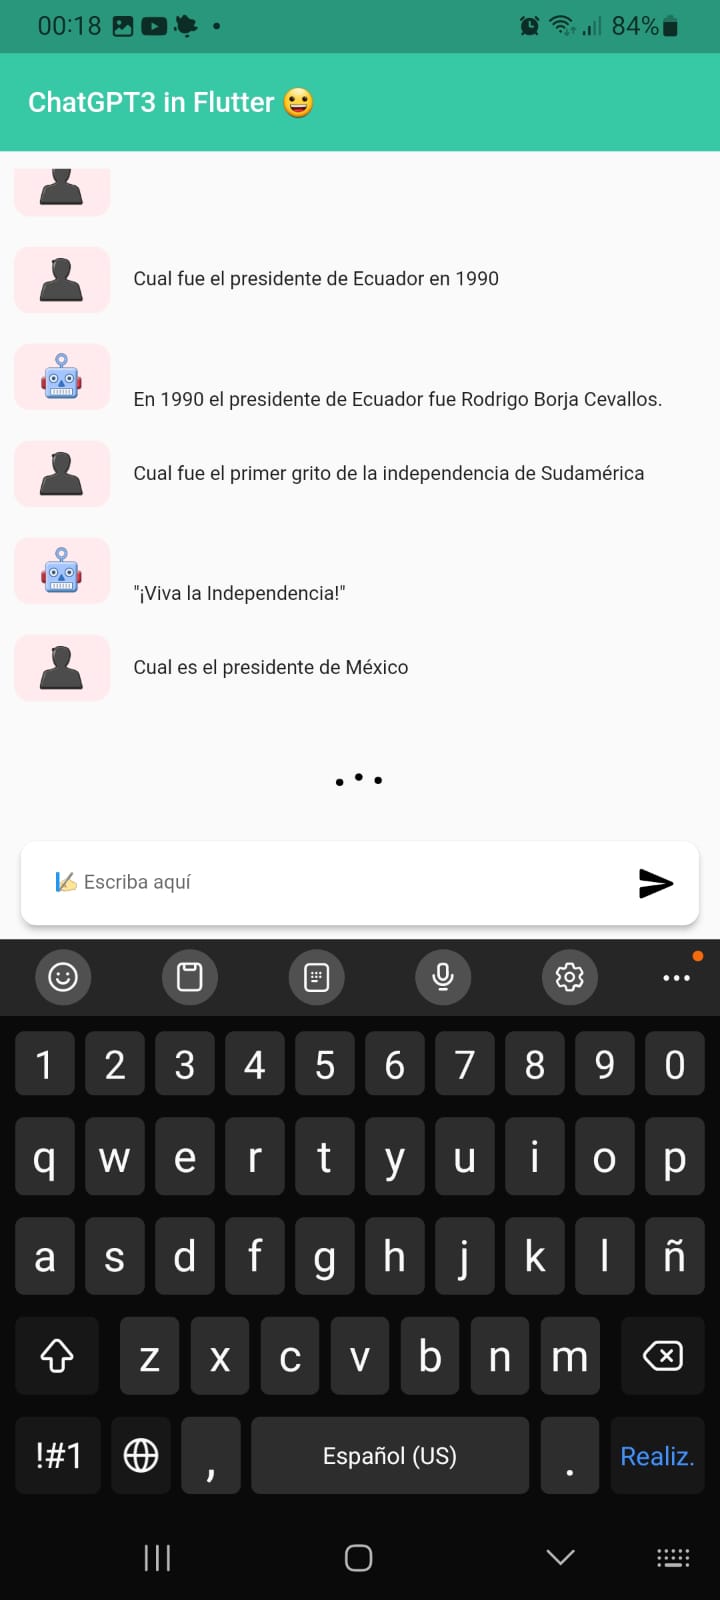 00:18
84%
ChatGPT3 in Flutter 😀
Cual fue el presidente de Ecuador en 1990
En 1990 el presidente de Ecuador fue Rodrigo Borja Cevallos.
Cual fue el primer grito de la independencia de Sudamérica
"¡Viva la Independencia!"
Cual es el presidente de México
Escriba aquí
1 2 3 4 5 6 7 8 9 0
q w e r t y u i o p
a s d f g h j k l ñ
z x c v b n m
!#1 , Español (US) . Realiz.